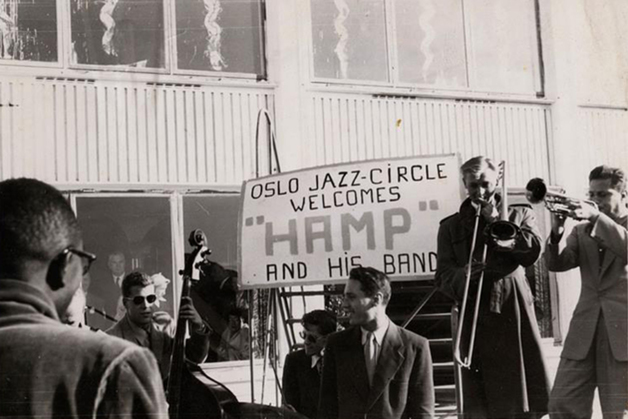 OSLO JAZZ-CiRCLE
WELCOMES
"HAMP"
AND HiS BAND